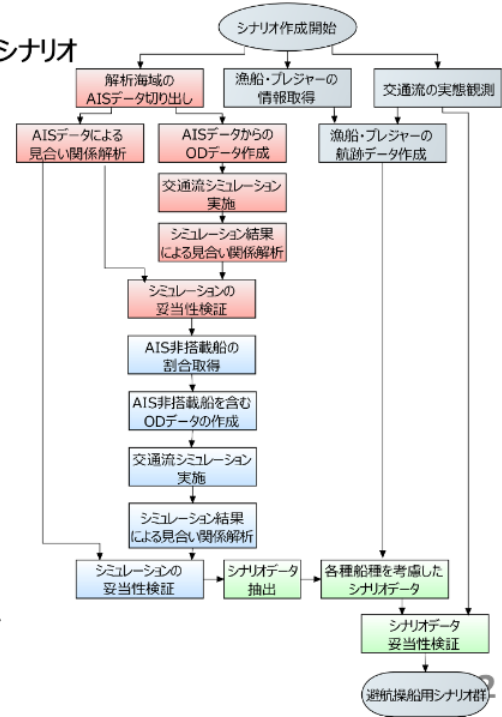 シナリオ
シナリオ作成開始
解析海域の
AISデータ切り出し
漁船・プレジャーの
情報取得
交通流の実態観測
AISデータによる
見合い関係解析
AISデータからの
ODデータ作成
漁船・プレジャーの
航跡データ作成
交通流シミュレーション
実施
シミュレーション結果
による見合い関係解析
シミュレーションの
妥当性検証
AIS非搭載船の
割合取得
AIS非搭載船を含む
ODデータの作成
交通流シミュレーション
実施
シミュレーション結果
による見合い関係解析
シミュレーションの
妥当性検証
シナリオデータ
抽出
各種船種を考慮した
シナリオデータ
シナリオデータ
妥当性検証
避航操船用シナリオ群
2